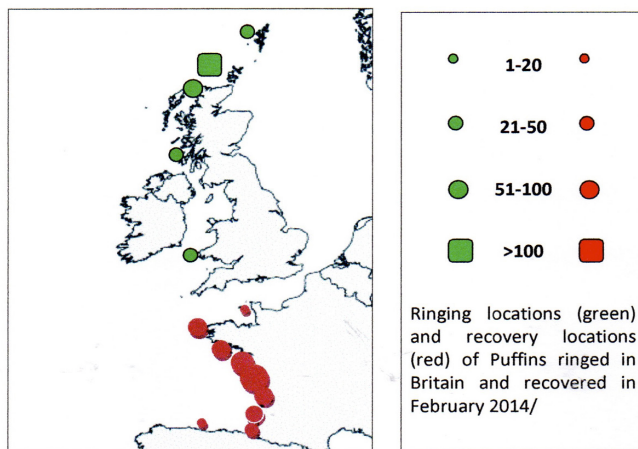 1-20
21-50
51-100
>100
Ringing locations (green)
and recovery locations
(red) of Puffins ringed in
Britain and recovered in
February 2014/